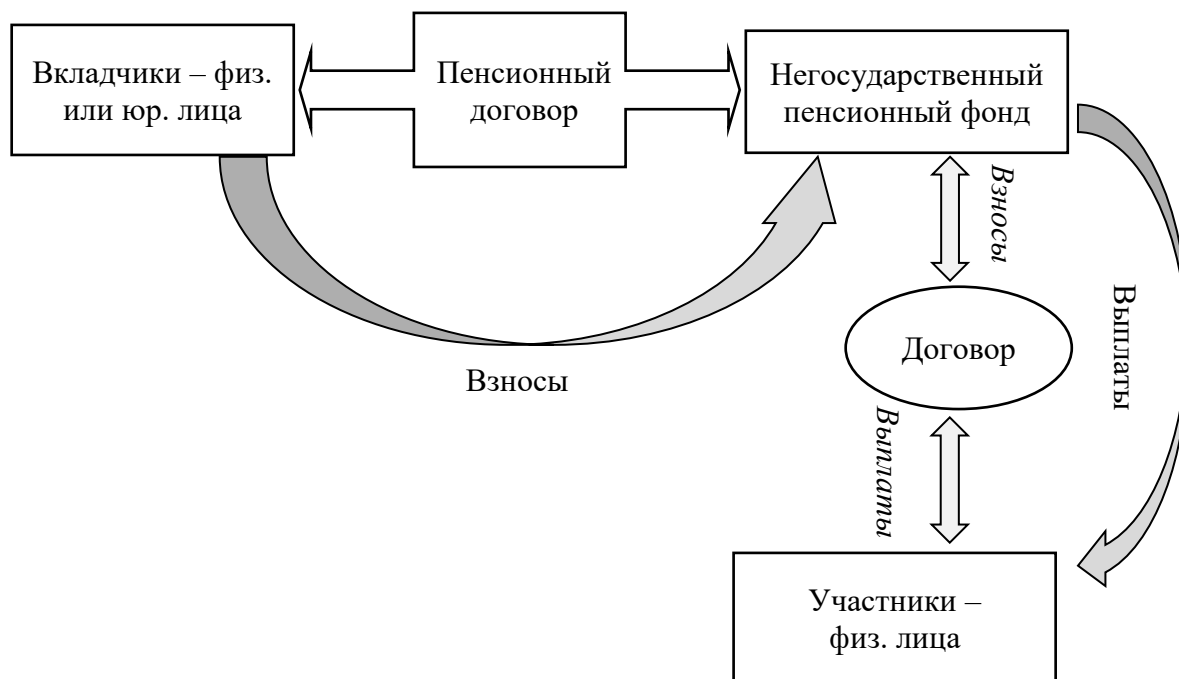 Вкладчики – физ.
или юр. лица
Пенсионный
договор
Негосударственный
пенсионный фонд
Взносы
Взносы
Договор
Выплаты
Выплаты
Участники –
физ. лица